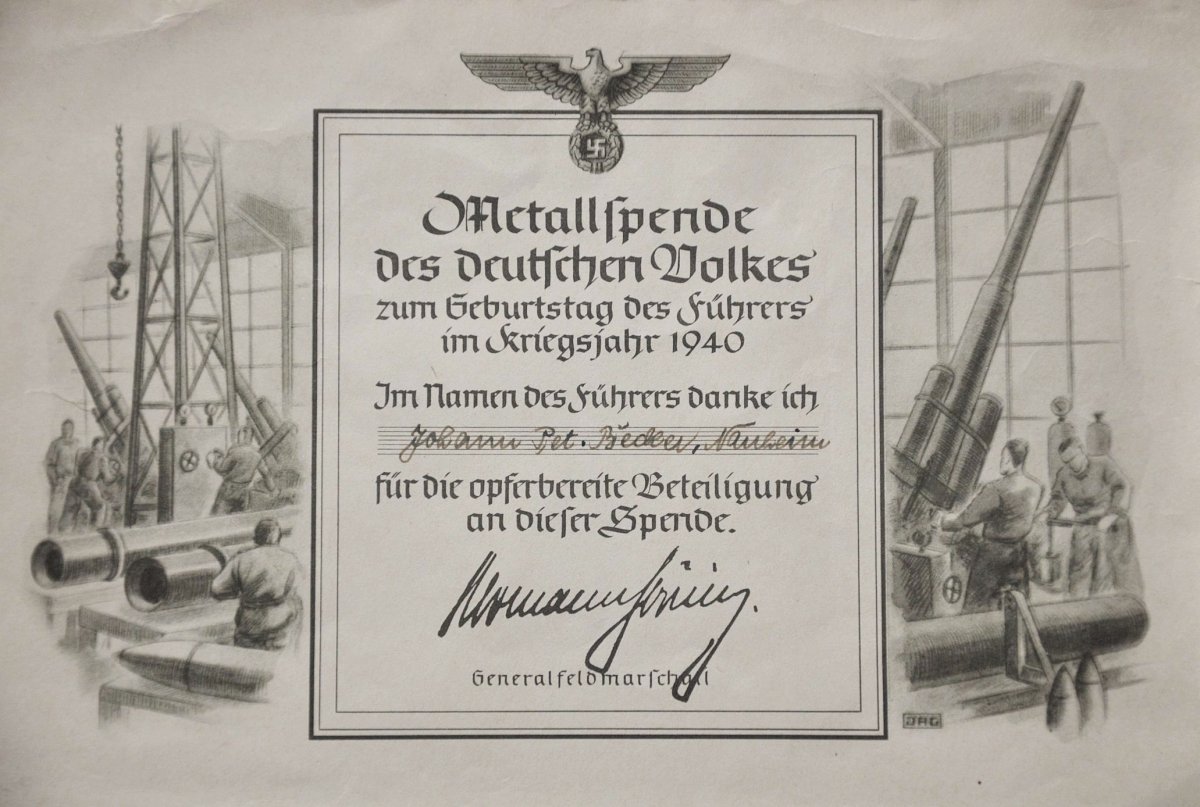 Metallſpende
des deutſchen Volkes
zum Geburtstag des Führers
im Kriegsjahr 1940
Im Namen des Führers danke ich
Johann Pet. Becker, Nauheim
für die opferbereite Beteiligung
an dieſer Spende.
Hermann Göring.
Generalfeldmarſchall
JAG